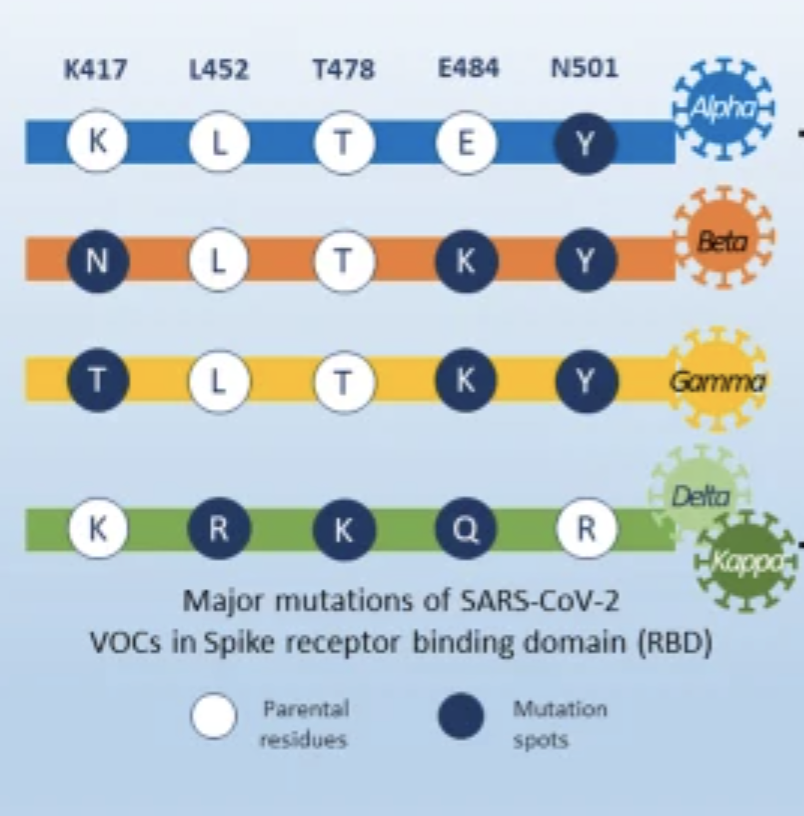 K417 L452 T478 E484 N501
K L T E Y Alpha
N L T K Y Beta
T L T K Y Gamma
Delta
K R K Q R
Kappa
Major mutations of SARS-CoV-2
VOCs in Spike receptor binding domain (RBD)
Parental Mutation
residues spots